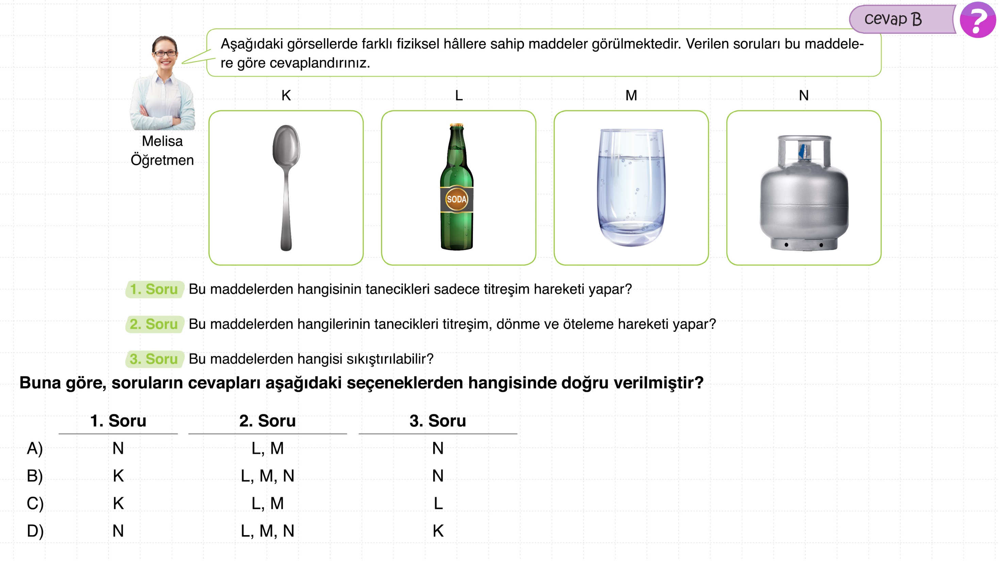 cevap B
?
Aşağıdaki görsellerde farklı fiziksel hâllere sahip maddeler görülmektedir. Verilen soruları bu maddele-
re göre cevaplandırınız.
Melisa
Öğretmen
K L M N
SODA
1. Soru Bu maddelerden hangisinin tanecikleri sadece titreşim hareketi yapar?
2. Soru Bu maddelerden hangilerinin tanecikleri titreşim, dönme ve öteleme hareketi yapar?
3. Soru Bu maddelerden hangisi sıkıştırılabilir?
Buna göre, soruların cevapları aşağıdaki seçeneklerden hangisinde doğru verilmiştir?
1. Soru 2. Soru 3. Soru
A) N L, M N
B) K L, M, N N
C) K L, M L
D) N L, M, N K